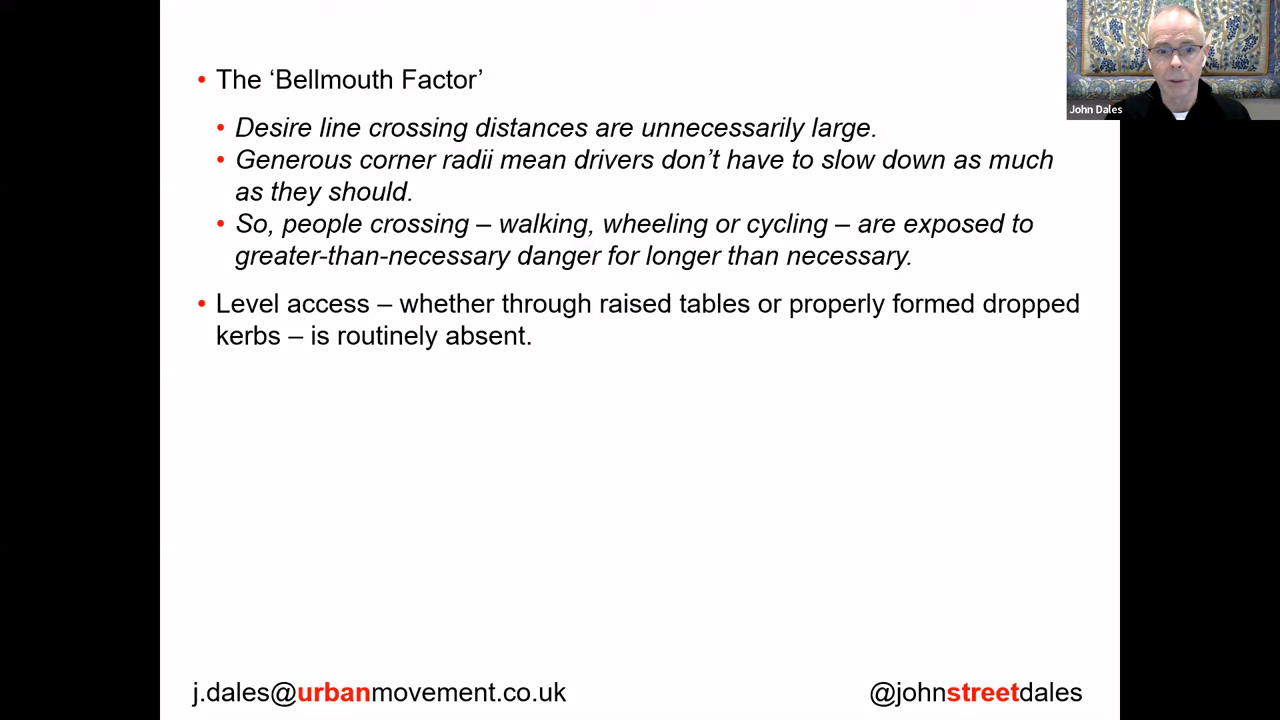 • The ‘Bellmouth Factor’
• Desire line crossing distances are unnecessarily large.
• Generous corner radii mean drivers don’t have to slow down as much
as they should.
• So, people crossing – walking, wheeling or cycling – are exposed to
greater-than-necessary danger for longer than necessary.
• Level access – whether through raised tables or properly formed dropped
kerbs – is routinely absent.
j.dales@urbanmovement.co.uk
@johnstreetdales
John Dales